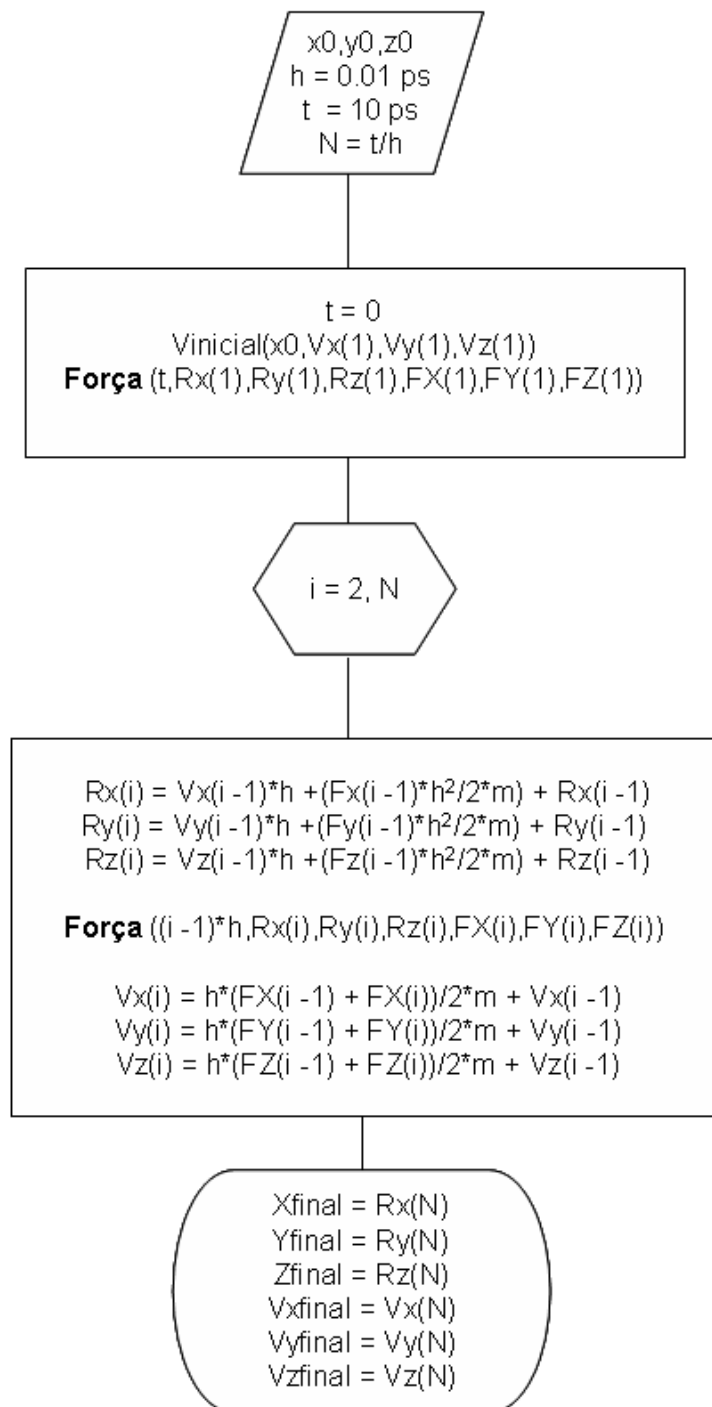 x0,y0,z0
h = 0.01 ps
t = 10 ps
N = t/h
t = 0
Vinicial(x0,Vx(1),Vy(1),Vz(1))
Força (t,Rx(1),Ry(1),Rz(1),FX(1),FY(1),FZ(1))
i = 2, N
Rx(i) = Vx(i -1)*h +(Fx(i -1)*h²/2*m) + Rx(i -1)
Ry(i) = Vy(i -1)*h +(Fy(i -1)*h²/2*m) + Ry(i -1)
Rz(i) = Vz(i -1)*h +(Fz(i -1)*h²/2*m) + Rz(i -1)
Força ((i -1)*h,Rx(i),Ry(i),Rz(i),FX(i),FY(i),FZ(i))
Vx(i) = h*(FX(i -1) + FX(i))/2*m + Vx(i -1)
Vy(i) = h*(FY(i -1) + FY(i))/2*m + Vy(i -1)
Vz(i) = h*(FZ(i -1) + FZ(i))/2*m + Vz(i -1)
Xfinal = Rx(N)
Yfinal = Ry(N)
Zfinal = Rz(N)
Vxfinal = Vx(N)
Vyfinal = Vy(N)
Vzfinal = Vz(N)